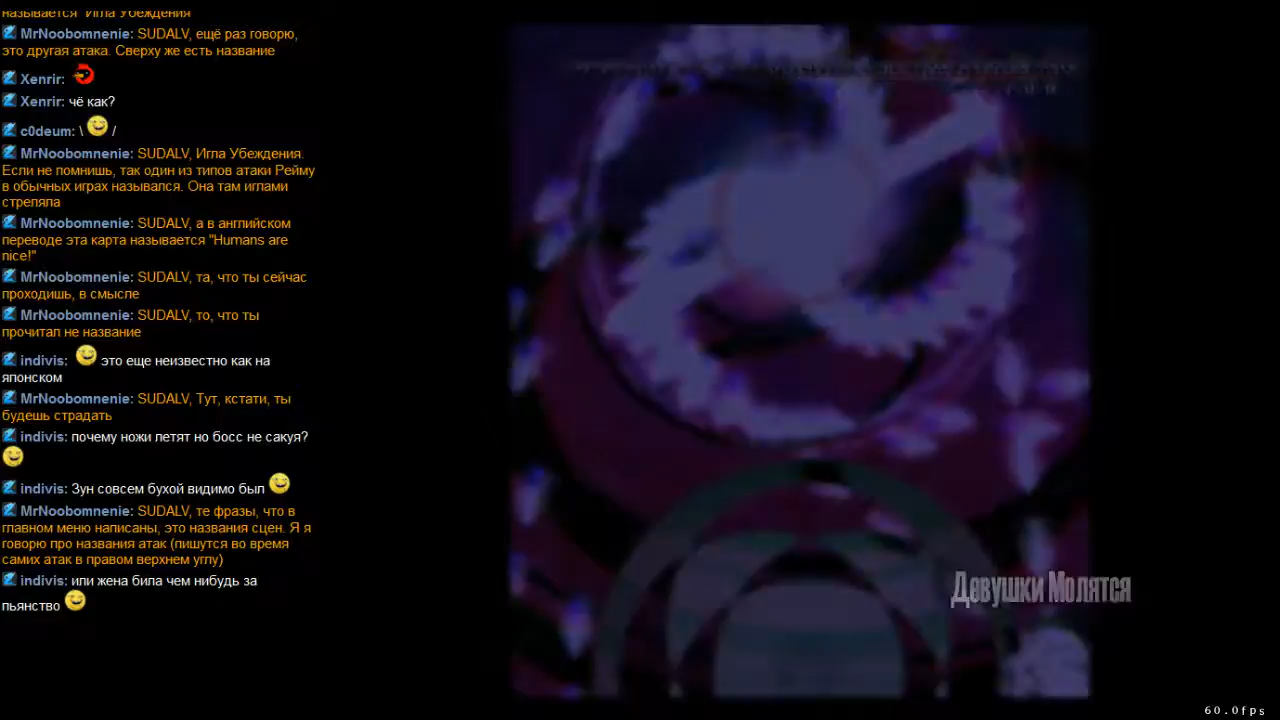 называется "Игла Убеждения
MrNoobomnenie: SUDALV, ещё раз говорю,
это другая атака. Сверху же есть название
Xenrir:
Xenrir: чё как?
c0deum: \ /
MrNoobomnenie: SUDALV, Игла Убеждения.
Если не помнишь, так один из типов атаки Рейму
в обычных играх назывался. Она там иглами
стреляла
MrNoobomnenie: SUDALV, а в английском
переводе эта карта называется "Humans are
nice!"
MrNoobomnenie: SUDALV, та, что ты сейчас
проходишь, в смысле
MrNoobomnenie: SUDALV, то, что ты
прочитал не название
indivis: это еще неизвестно как на
японском
MrNoobomnenie: SUDALV, Тут, кстати, ты
будешь страдать
indivis: почему ножи летят но босс не сакуя?
indivis: Зун совсем бухой видимо был
MrNoobomnenie: SUDALV, те фразы, что в
главном меню написаны, это названия сцен. Я я
говорю про названия атак (пишутся во время
самих атак в правом верхнем углу)
indivis: или жена била чем нибудь за
пьянство
Девушки Молятся
60.0fps